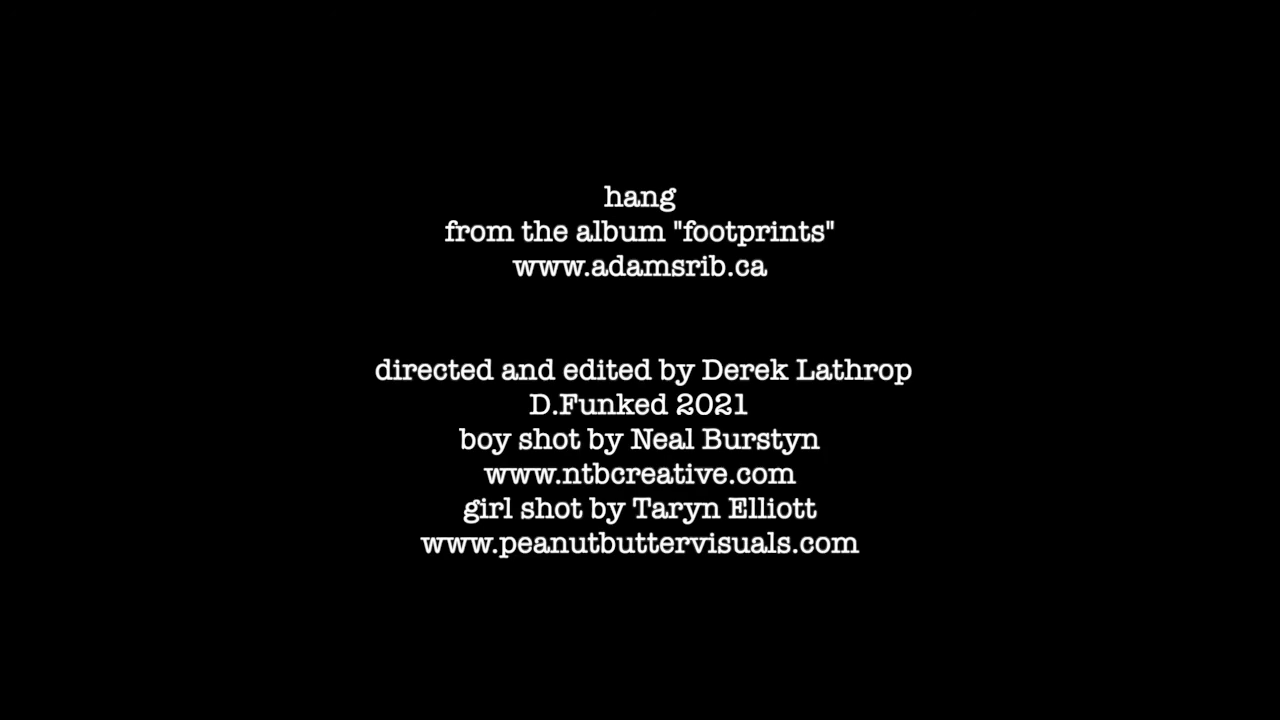 hang
from the album "footprints"
www.adamsrib.ca
directed and edited by Derek Lathrop
D.Funked 2021
boy shot by Neal Burstyn
www.ntbcreative.com
girl shot by Taryn Elliott
www.peanutbuttervisuals.com